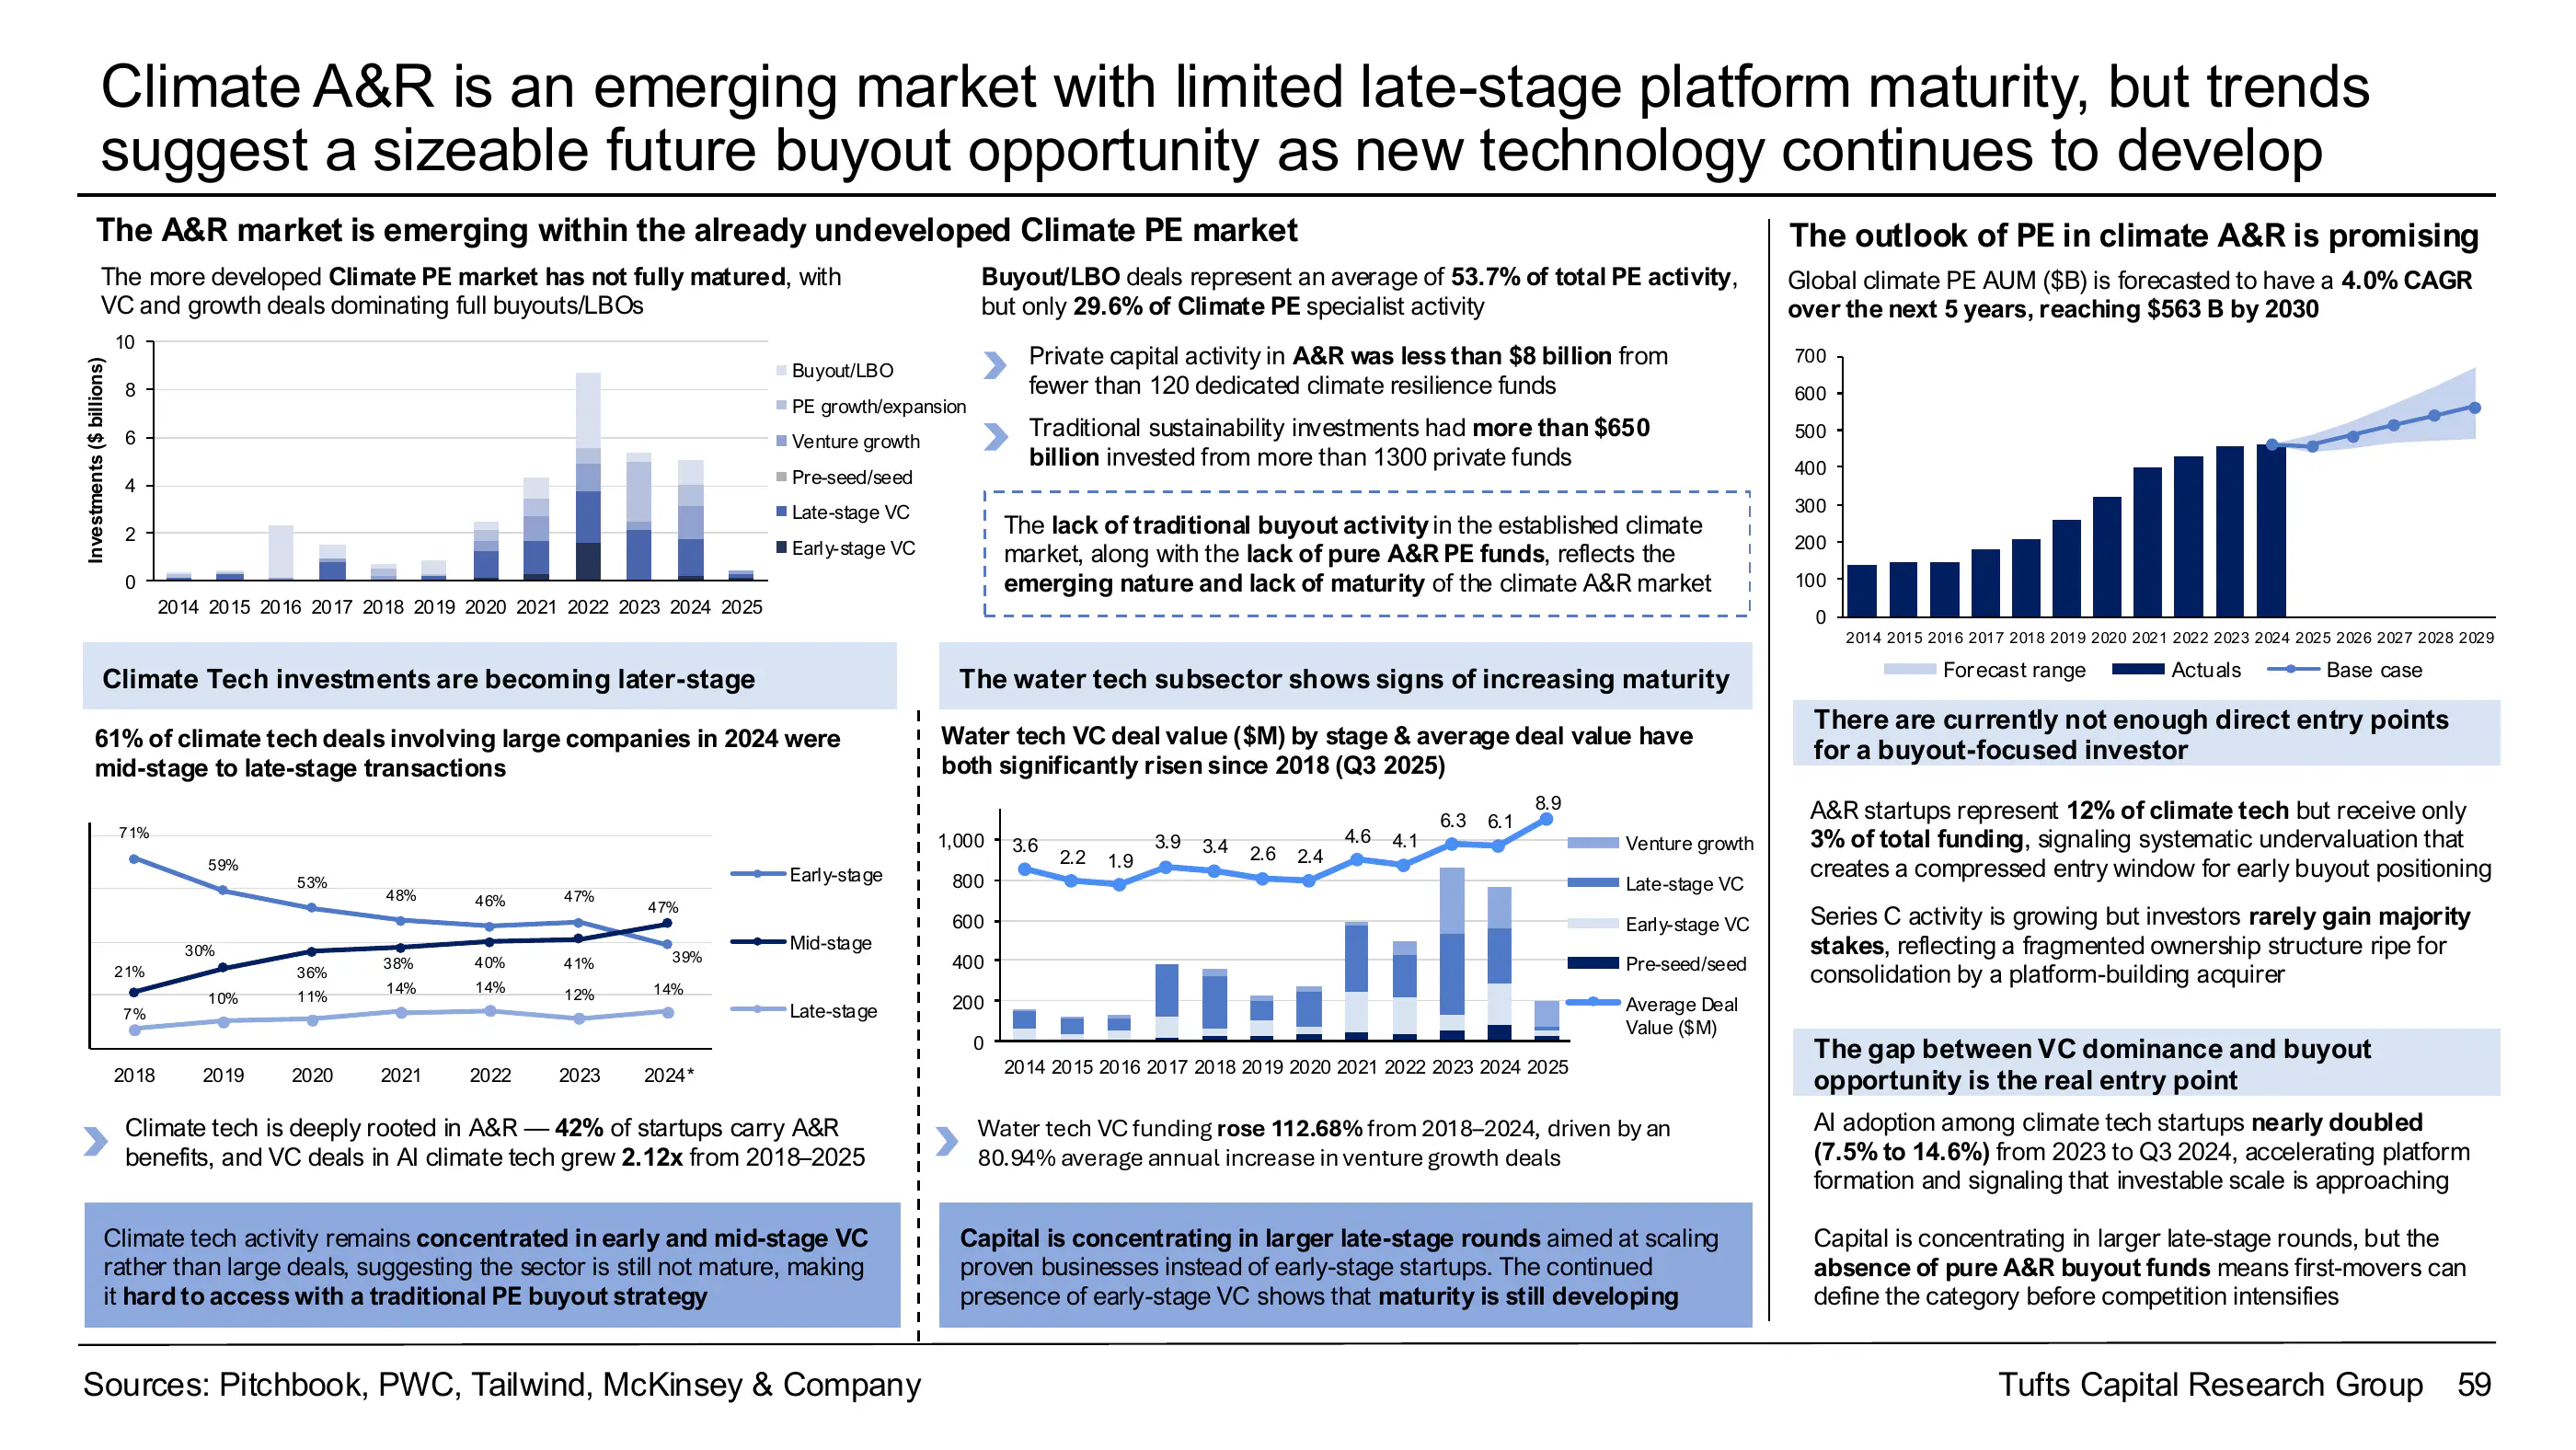 Climate A&R is an emerging market with limited late-stage platform maturity, but trends
suggest a sizeable future buyout opportunity as new technology continues to develop
The A&R market is emerging within the already undeveloped Climate PE market
The more developed Climate PE market has not fully matured, with
VC and growth deals dominating full buyouts/LBOs
Investments ($ billions)
10
8
6
4
2
0
2014 2015 2016 2017 2018 2019 2020 2021 2022 2023 2024 2025
Buyout/LBO
PE growth/expansion
Venture growth
Pre-seed/seed
Late-stage VC
Early-stage VC
Buyout/LBO deals represent an average of 53.7% of total PE activity,
but only 29.6% of Climate PE specialist activity
Private capital activity in A&R was less than $8 billion from
fewer than 120 dedicated climate resilience funds
Traditional sustainability investments had more than $650
billion invested from more than 1300 private funds
The lack of traditional buyout activity in the established climate
market, along with the lack of pure A&R PE funds, reflects the
emerging nature and lack of maturity of the climate A&R market
Climate Tech investments are becoming later-stage
61% of climate tech deals involving large companies in 2024 were
mid-stage to late-stage transactions
71%
59%
53%
48%
46%
47%
39%
21%
30%
36%
38%
40%
41%
47%
7%
10%
11%
14%
14%
12%
14%
2018 2019 2020 2021 2022 2023 2024*
Early-stage
Mid-stage
Late-stage
Climate tech is deeply rooted in A&R — 42% of startups carry A&R
benefits, and VC deals in AI climate tech grew 2.12x from 2018–2025
Climate tech activity remains concentrated in early and mid-stage VC
rather than large deals, suggesting the sector is still not mature, making
it hard to access with a traditional PE buyout strategy
The water tech subsector shows signs of increasing maturity
Water tech VC deal value ($M) by stage & average deal value have
both significantly risen since 2018 (Q3 2025)
1,000
800
600
400
200
0
3.6 2.2 1.9 3.9 3.4 2.6 2.4 4.6 4.1 6.3 6.1 8.9
2014 2015 2016 2017 2018 2019 2020 2021 2022 2023 2024 2025
Venture growth
Late-stage VC
Early-stage VC
Pre-seed/seed
Average Deal
Value ($M)
Water tech VC funding rose 112.68% from 2018–2024, driven by an
80.94% average annual increase in venture growth deals
Capital is concentrating in larger late-stage rounds aimed at scaling
proven businesses instead of early-stage startups. The continued
presence of early-stage VC shows that maturity is still developing
The outlook of PE in climate A&R is promising
Global climate PE AUM ($B) is forecasted to have a 4.0% CAGR
over the next 5 years, reaching $563 B by 2030
700
600
500
400
300
200
100
0
2014 2015 2016 2017 2018 2019 2020 2021 2022 2023 2024 2025 2026 2027 2028 2029
Forecast range
Actuals
Base case
There are currently not enough direct entry points
for a buyout-focused investor
A&R startups represent 12% of climate tech but receive only
3% of total funding, signaling systematic undervaluation that
creates a compressed entry window for early buyout positioning
Series C activity is growing but investors rarely gain majority
stakes, reflecting a fragmented ownership structure ripe for
consolidation by a platform-building acquirer
The gap between VC dominance and buyout
opportunity is the real entry point
AI adoption among climate tech startups nearly doubled
(7.5% to 14.6%) from 2023 to Q3 2024, accelerating platform
formation and signaling that investable scale is approaching
Capital is concentrating in larger late-stage rounds, but the
absence of pure A&R buyout funds means first-movers can
define the category before competition intensifies
Sources: Pitchbook, PWC, Tailwind, McKinsey & Company
Tufts Capital Research Group 59